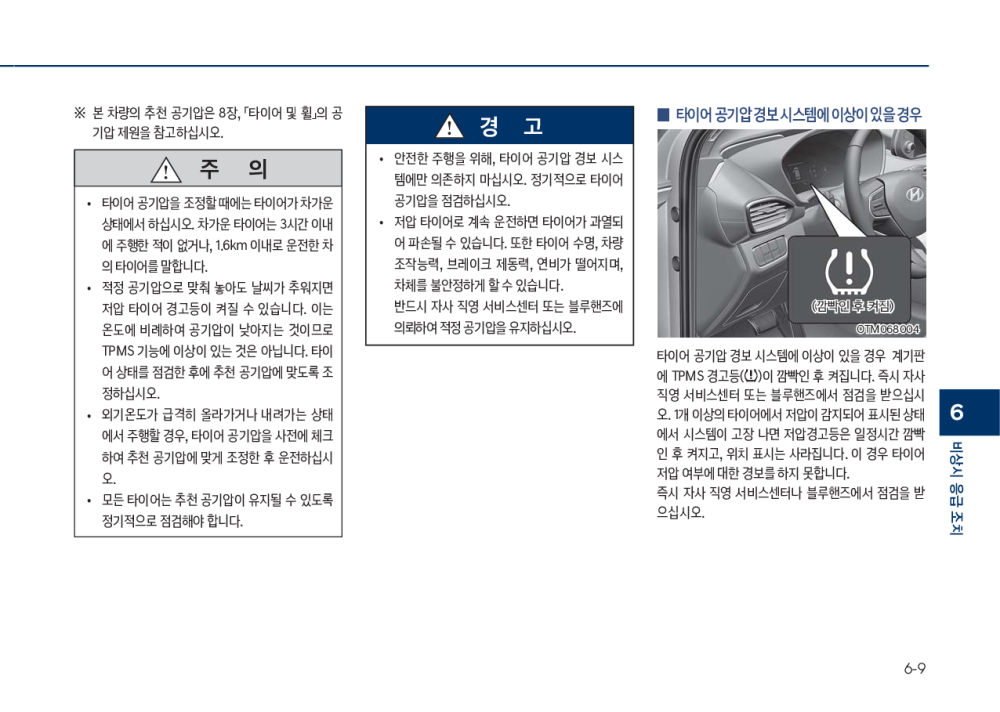 ※ 본 차량의 추천 공기압은 8장, 「타이어 및 휠」의 공
기압 제원을 참고하십시오.
주 의
• 타이어 공기압을 조정할 때에는 타이어가 차가운
상태에서 하십시오. 차가운 타이어는 3시간 이내
에 주행한 적이 없거나, 1.6km 이내로 운전한 차
의 타이어를 말합니다.
• 적정 공기압으로 맞춰 놓아도 날씨가 추워지면
저압 타이어 경고등이 켜질 수 있습니다. 이는
온도에 비례하여 공기압이 낮아지는 것이므로
TPMS 기능에 이상이 있는 것은 아닙니다. 타이
어 상태를 점검한 후에 추천 공기압에 맞도록 조
정하십시오.
• 외기온도가 급격히 올라가거나 내려가는 상태
에서 주행할 경우, 타이어 공기압을 사전에 체크
하여 추천 공기압에 맞게 조정한 후 운전하십시
오.
• 모든 타이어는 추천 공기압이 유지될 수 있도록
정기적으로 점검해야 합니다.
경 고
• 안전한 주행을 위해, 타이어 공기압 경보 시스
템에만 의존하지 마십시오. 정기적으로 타이어
공기압을 점검하십시오.
• 저압 타이어로 계속 운전하면 타이어가 과열되
어 파손될 수 있습니다. 또한 타이어 수명, 차량
조작능력, 브레이크 제동력, 연비가 떨어지며,
차체를 불안정하게 할 수 있습니다.
반드시 자사 직영 서비스센터 또는 블루핸즈에
의뢰하여 적정 공기압을 유지하십시오.
■ 타이어 공기압 경보 시스템에 이상이 있을 경우
(깜빡인 후 켜짐)
OTM068004
타이어 공기압 경보 시스템에 이상이 있을 경우 계기판
에 TPMS 경고등((!))이 깜빡인 후 켜집니다. 즉시 자사
직영 서비스센터 또는 블루핸즈에서 점검을 받으십시
오. 1개 이상의 타이어에서 저압이 감지되어 표시된 상태
에서 시스템이 고장 나면 저압경고등은 일정시간 깜빡
인 후 켜지고, 위치 표시는 사라집니다. 이 경우 타이어
저압 여부에 대한 경보를 하지 못합니다.
즉시 자사 직영 서비스센터나 블루핸즈에서 점검을 받
으십시오.
6
비상시 응급 조치
6-9